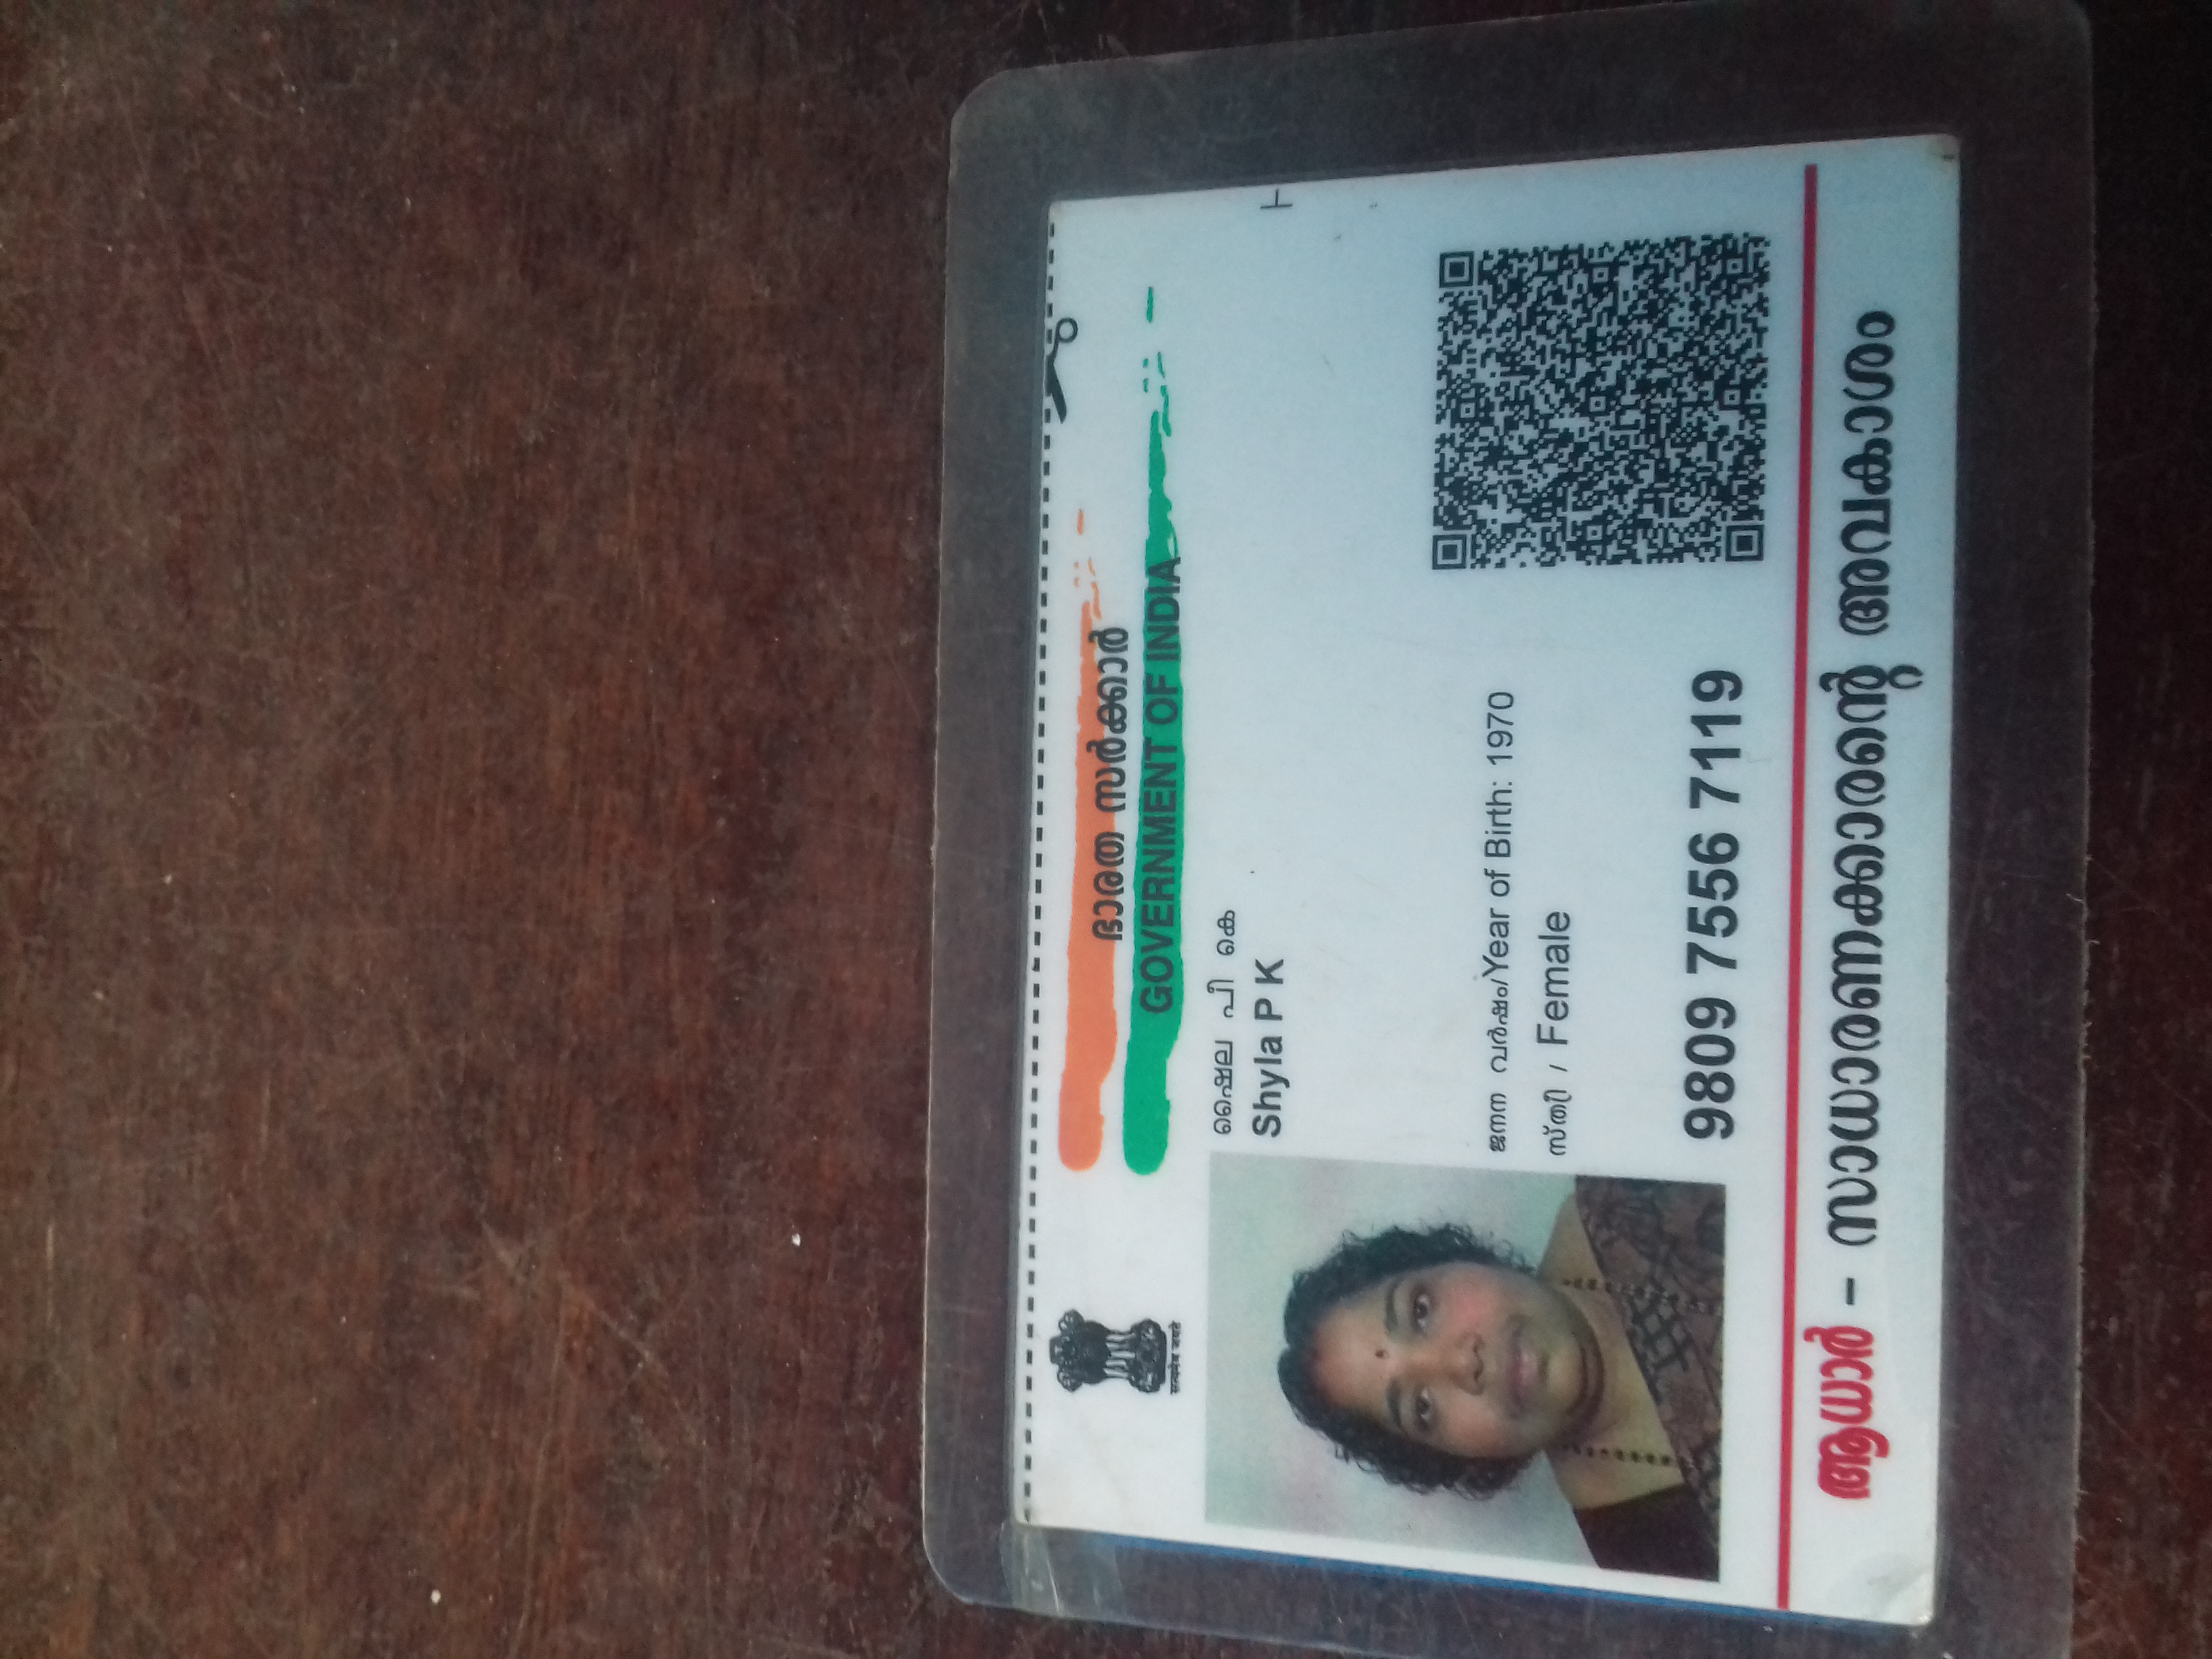 सत्यमेव जयते
ഭാരത സർക്കാർ
GOVERNMENT OF INDIA
ഷൈല പീ കെ
Shyla P K
ജനന വർഷം/Year of Birth: 1970
സ്ത്രീ / Female
9809 7556 7119
ആധാർ - സാധാരണക്കാരന്റെ അവകാശം